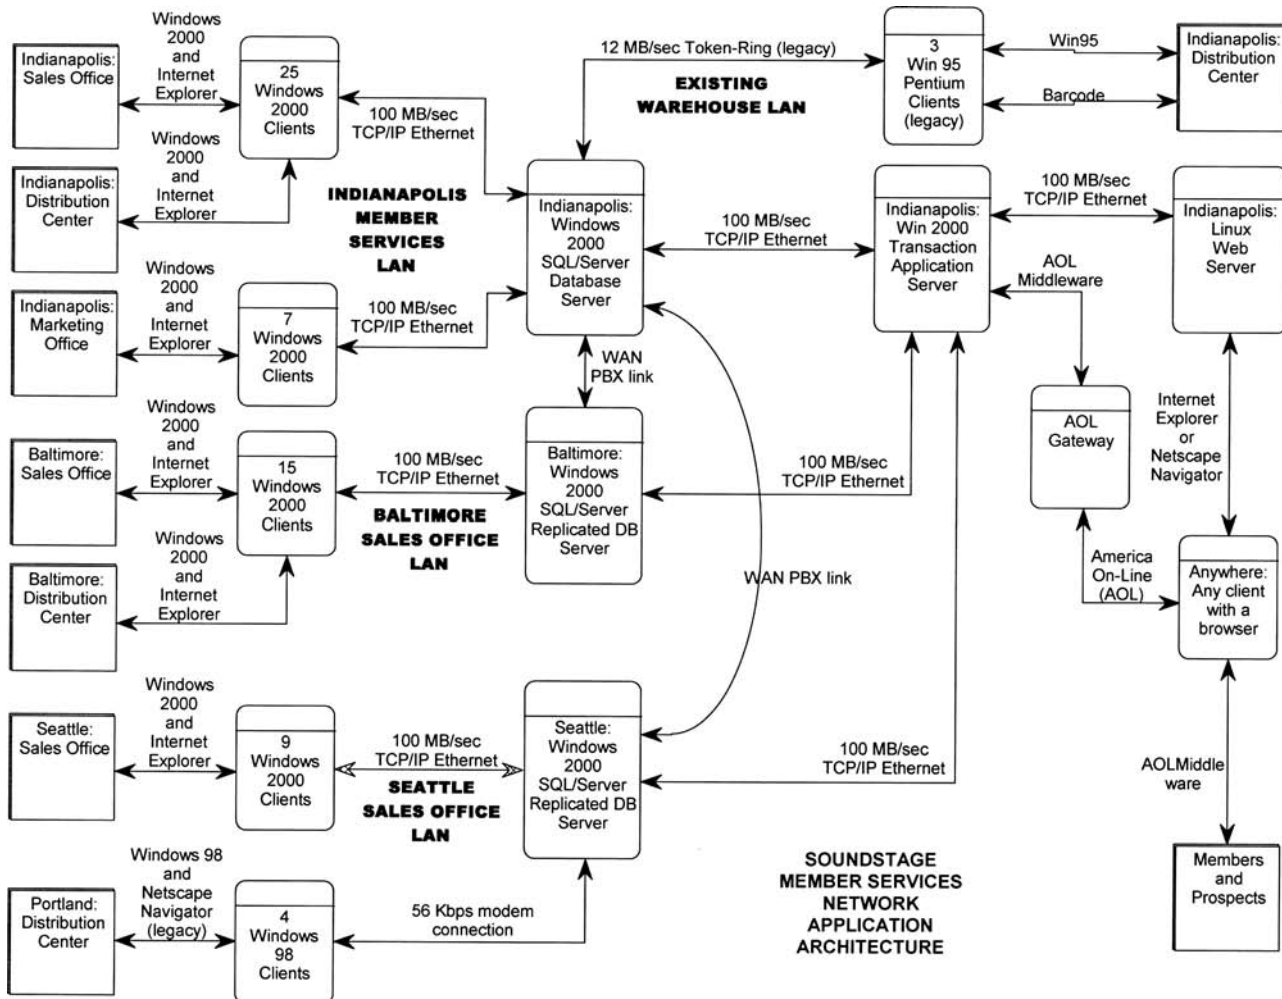 Indianapolis:
Sales Office
Windows
2000
and
Internet
Explorer
25
Windows
2000
Clients
100 MB/sec
TCP/IP Ethernet
12 MB/sec Token-Ring (legacy)
EXISTING
WAREHOUSE LAN
3
Win 95
Pentium
Clients
(legacy)
Win95
Barcode
Indianapolis:
Distribution
Center
Indianapolis:
Distribution
Center
Windows
2000
and
Internet
Explorer
INDIANAPOLIS
MEMBER
SERVICES
LAN
Indianapolis:
Windows
2000
SQL/Server
Database
Server
100 MB/sec
TCP/IP Ethernet
Indianapolis:
Win 2000
Transaction
Application
Server
100 MB/sec
TCP/IP Ethernet
Indianapolis:
Linux
Web
Server
AOL
Middleware
Indianapolis:
Marketing
Office
Windows
2000
and
Internet
Explorer
7
Windows
2000
Clients
100 MB/sec
TCP/IP Ethernet
WAN
PBX link
AOL
Gateway
Internet
Explorer
or
Netscape
Navigator
Baltimore:
Sales Office
Windows
2000
and
Internet
Explorer
15
Windows
2000
Clients
100 MB/sec
TCP/IP Ethernet
BALTIMORE
SALES OFFICE
LAN
Baltimore:
Windows
2000
SQL/Server
Replicated DB
Server
100 MB/sec
TCP/IP Ethernet
Baltimore:
Distribution
Center
Windows
2000
and
Internet
Explorer
WAN PBX link
America
On-Line
(AOL)
Anywhere:
Any client
with a
browser
Seattle:
Sales Office
Windows
2000
and
Internet
Explorer
9
Windows
2000
Clients
100 MB/sec
TCP/IP Ethernet
SEATTLE
SALES OFFICE
LAN
Seattle:
Windows
2000
SQL/Server
Replicated DB
Server
100 MB/sec
TCP/IP Ethernet
AOLMiddle
ware
Members
and
Prospects
Portland:
Distribution
Center
Windows 98
and
Netscape
Navigator
(legacy)
4
Windows
98
Clients
56 Kbps modem
connection
SOUNDSTAGE
MEMBER SERVICES
NETWORK
APPLICATION
ARCHITECTURE